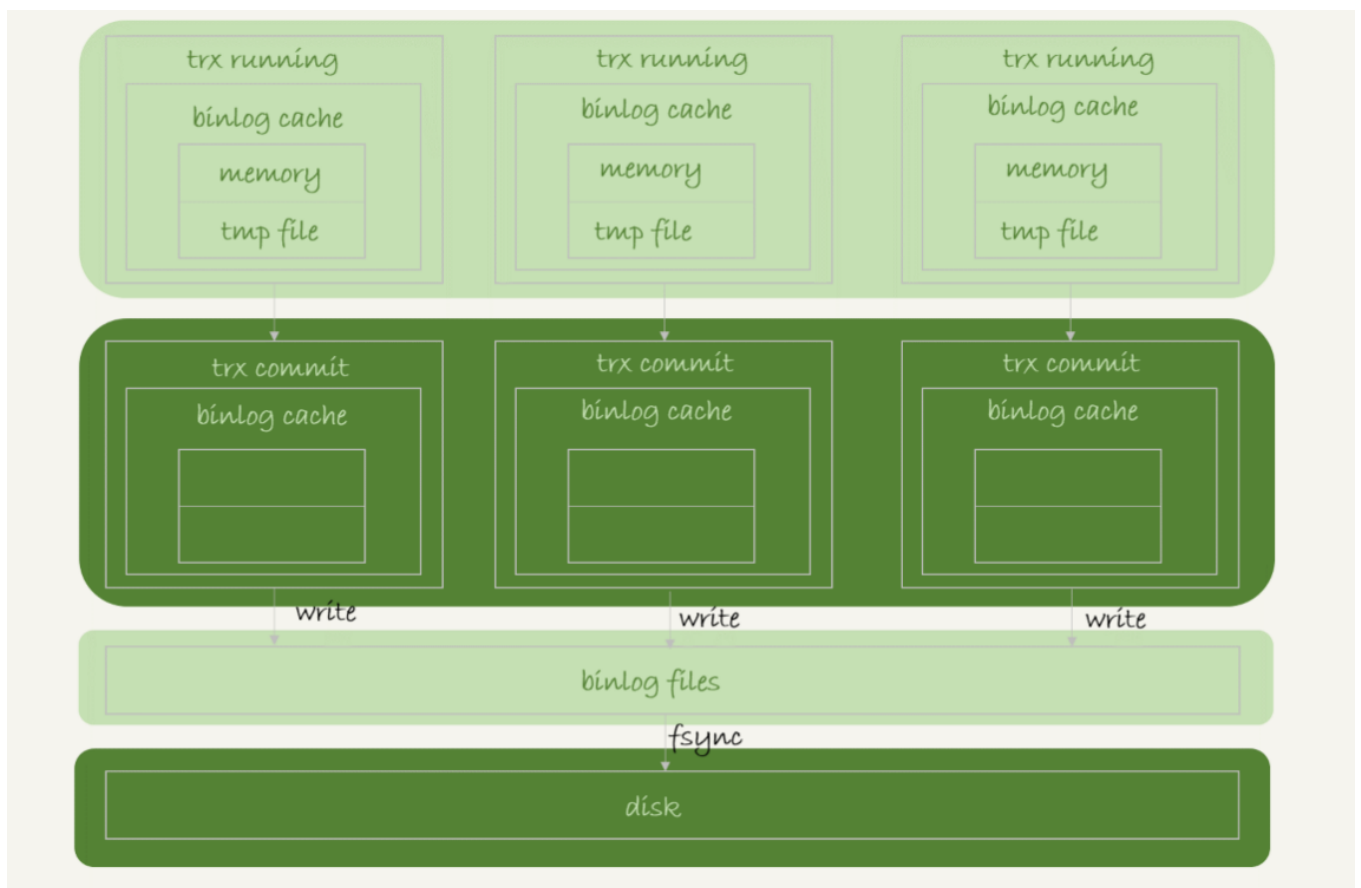 trx running
trx running
trx running
binlog cache
binlog cache
binlog cache
memory
memory
memory
tmp file
tmp file
tmp file
trx commit
trx commit
trx commit
binlog cache
binlog cache
binlog cache
write
write
write
binlog files
fsync
disk